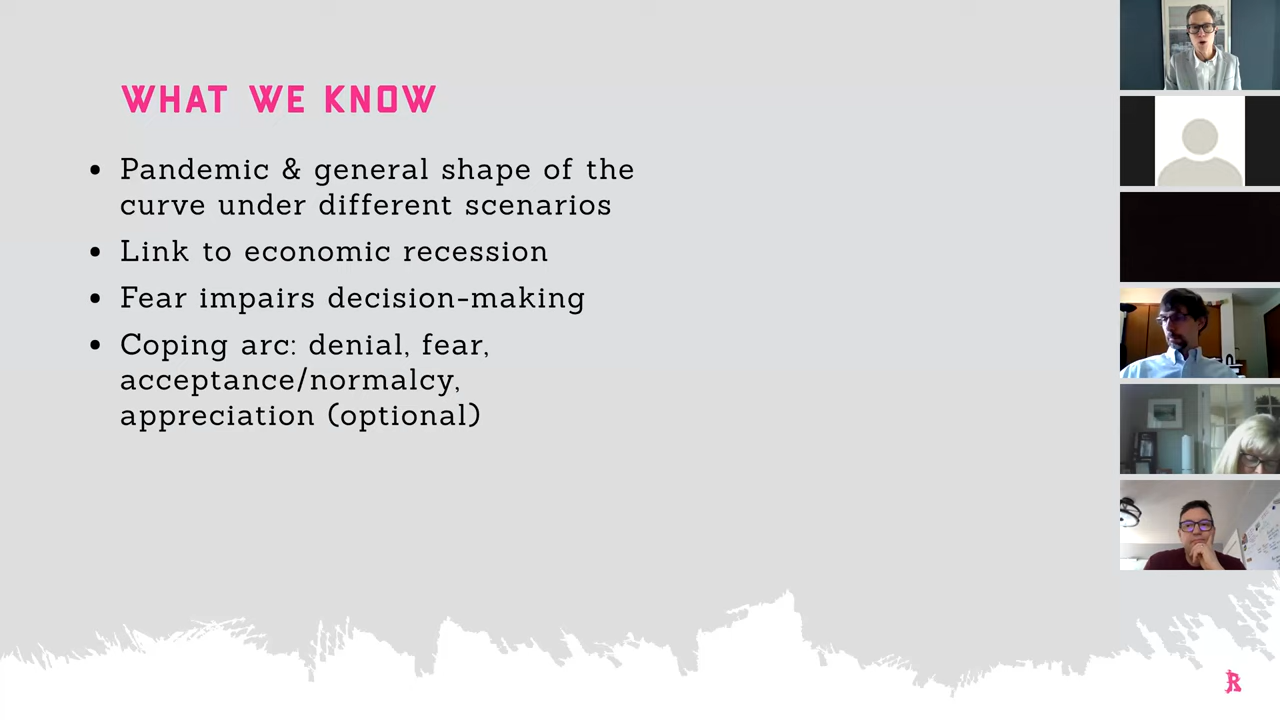 WHAT WE KNOW
• Pandemic & general shape of the
curve under different scenarios
• Link to economic recession
• Fear impairs decision-making
• Coping arc: denial, fear,
acceptance/normalcy,
appreciation (optional)
R